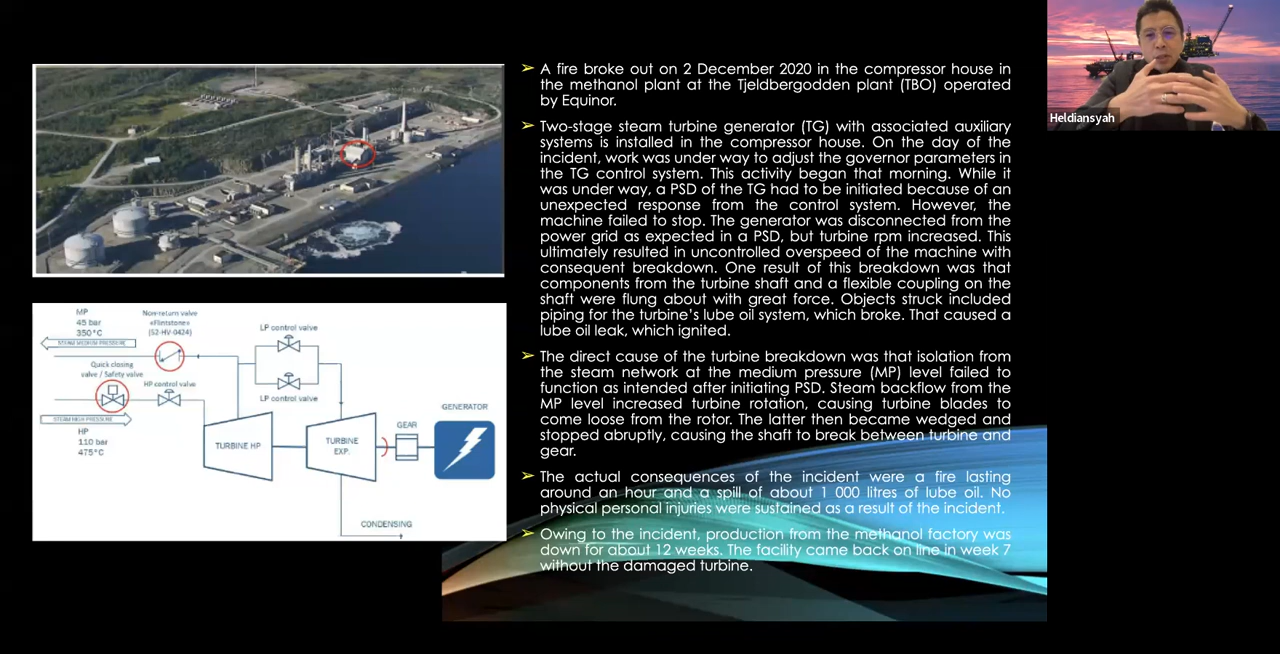 A fire broke out on 2 December 2020 in the compressor house in
the methanol plant at the Tjeldbergodden plant (TBO) operated
by Equinor.
Two-stage steam turbine generator (TG) with associated auxiliary
systems is installed in the compressor house. On the day of the
incident, work was under way to adjust the governor parameters in
the TG control system. This activity began that morning. While it
was under way, a PSD of the TG had to be initiated because of an
unexpected response from the control system. However, the
machine failed to stop. The generator was disconnected from the
power grid as expected in a PSD, but turbine rpm increased. This
ultimately resulted in uncontrolled overspeed of the machine with
consequent breakdown. One result of this breakdown was that
components from the turbine shaft and a flexible coupling on the
shaft were flung about with great force. Objects struck included
piping for the turbine's lube oil system, which broke. That caused a
lube oil leak, which ignited.
The direct cause of the turbine breakdown was that isolation from
the steam network at the medium pressure (MP) level failed to
function as intended after initiating PSD. Steam backflow from the
MP level increased turbine rotation, causing turbine blades to
come loose from the rotor. The latter then became wedged and
stopped abruptly, causing the shaft to break between turbine and
gear.
The actual consequences of the incident were a fire lasting
around an hour and a spill of about 1 000 litres of lube oil. No
physical personal injuries were sustained as a result of the incident.
Owing to the incident, production from the methanol factory was
down for about 12 weeks. The facility came back on line in week 7
without the damaged turbine.
MP
45 bar
350°C
STEAM MEDIUM PRESSURE
Non-return valve
«Flintstone»
(52-HV-0424)
LP control valve
Quick closing
valve / Safety valve
HP control valve
LP control valve
STEAM HIGH PRESSURE
HP
110 bar
475°C
TURBINE HP
TURBINE
EXP.
GEAR
GENERATOR
CONDENSING
Heldiansyah